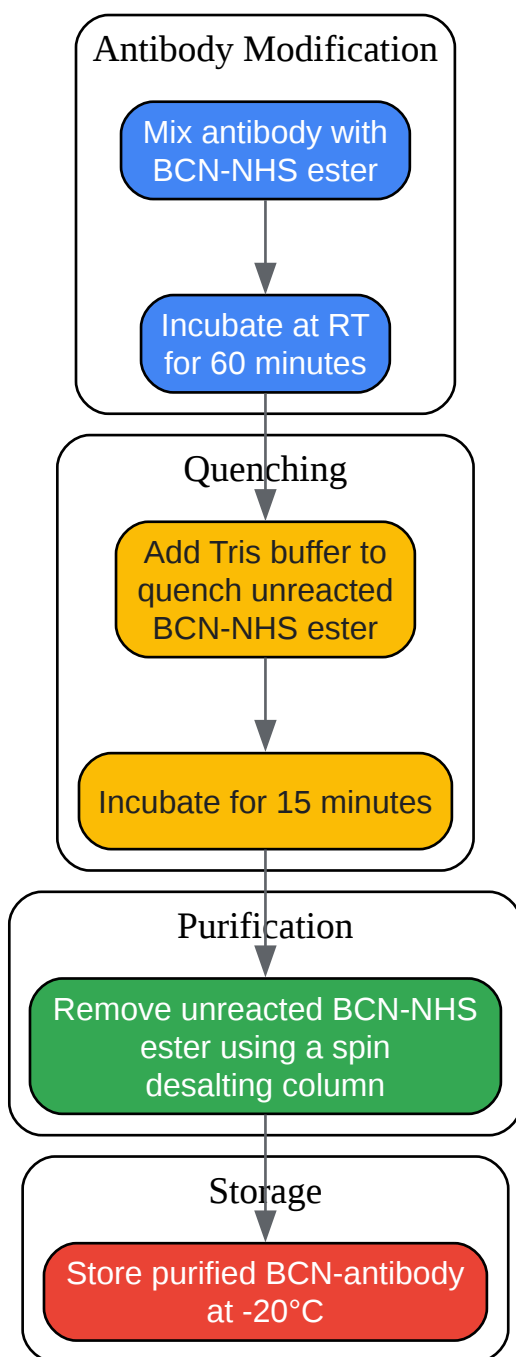 Antibody Modification
Mix antibody with
BCN-NHS ester
Incubate at RT
for 60 minutes
Quenching
Add Tris buffer to
quench unreacted
BCN-NHS ester
Incubate for 15 minutes
Purification
Remove unreacted BCN-NHS
ester using a spin
desalting column
Storage
Store purified BCN-antibody
at -20°C